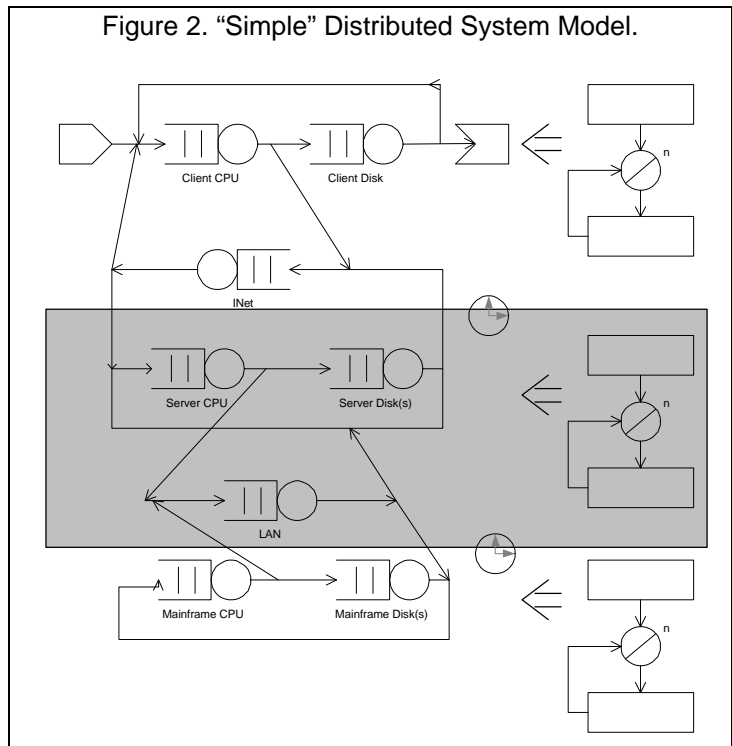 Figure 2. “Simple” Distributed System Model.
n
Client CPU
Client Disk
INet
n
Server CPU
Server Disk(s)
LAN
Mainframe CPU
Mainframe Disk(s)
n